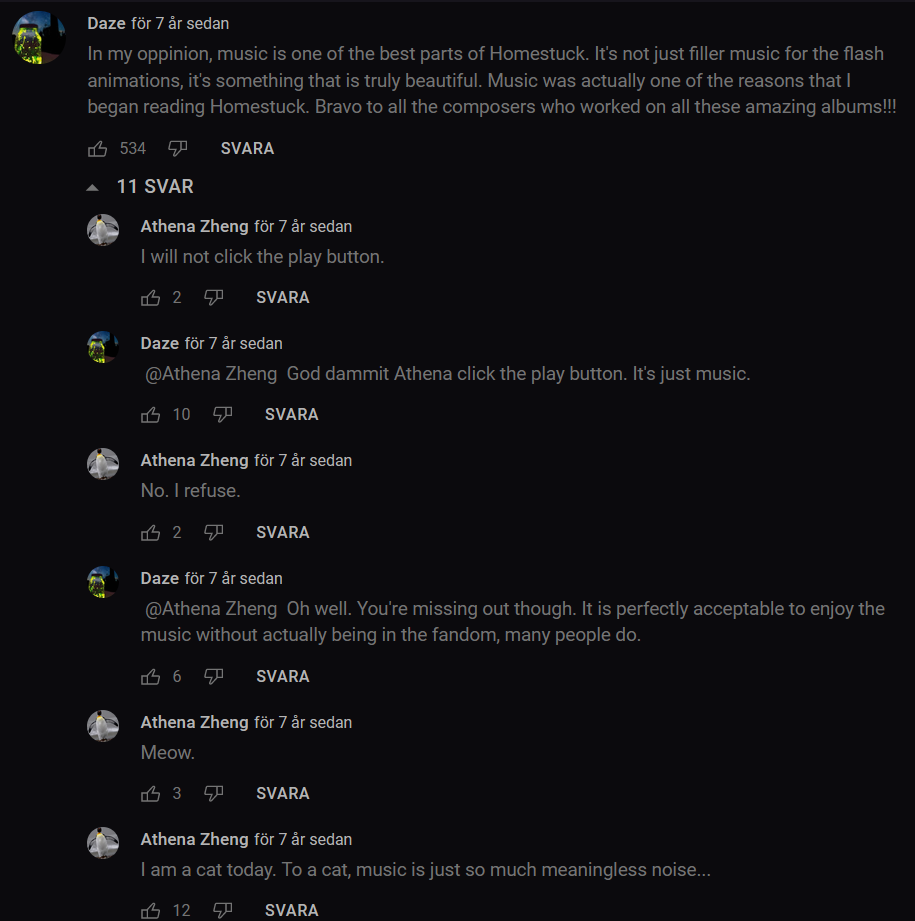 Daze för 7 år sedan
In my oppinion, music is one of the best parts of Homestuck. It's not just filler music for the flash
animations, it's something that is truly beautiful. Music was actually one of the reasons that I
began reading Homestuck. Bravo to all the composers who worked on all these amazing albums!!!
534 SVARA
11 SVAR
Athena Zheng för 7 år sedan
I will not click the play button.
2 SVARA
Daze för 7 år sedan
@Athena Zheng God dammit Athena click the play button. It's just music.
10 SVARA
Athena Zheng för 7 år sedan
No. I refuse.
2 SVARA
Daze för 7 år sedan
@Athena Zheng Oh well. You're missing out though. It is perfectly acceptable to enjoy the
music without actually being in the fandom, many people do.
6 SVARA
Athena Zheng för 7 år sedan
Meow.
3 SVARA
Athena Zheng för 7 år sedan
I am a cat today. To a cat, music is just so much meaningless noise...
12 SVARA